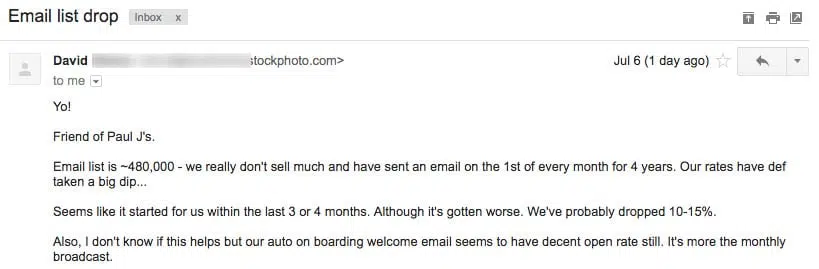 Email list drop Inbox x
David stockphoto.com> Jul 6 (1 day ago)
to me
Yo!
Friend of Paul J's.
Email list is ~480,000 - we really don't sell much and have sent an email on the 1st of every month for 4 years. Our rates have def
taken a big dip...
Seems like it started for us within the last 3 or 4 months. Although it's gotten worse. We've probably dropped 10-15%.
Also, I don't know if this helps but our auto on boarding welcome email seems to have decent open rate still. It's more the monthly
broadcast.